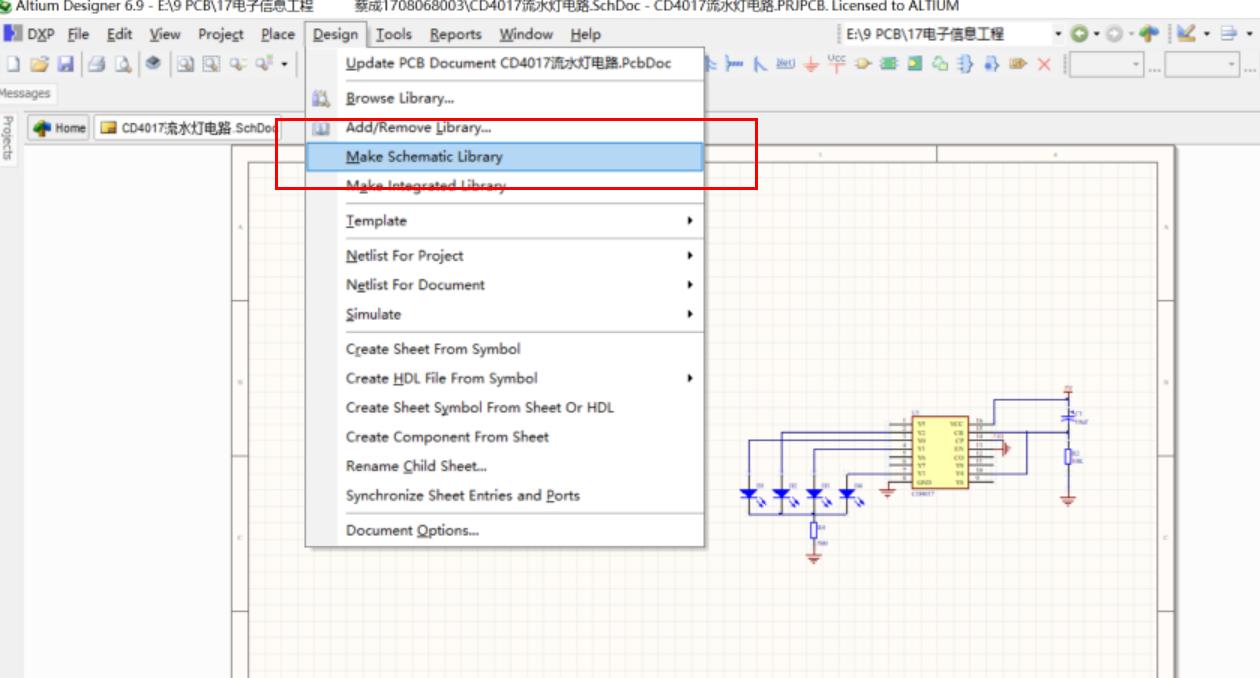 Altium Designer 6.9 - E:\9 PCB\17电子信息工程 蔡成1708068003\CD4017流水灯电路.SchDoc - CD4017流水灯电路.PRJPCB. Licensed to ALTIUM
DXP File Edit View Project Place Design Tools Reports Window Help E:\9 PCB\17电子信息工程
Update PCB Document CD4017流水灯电路.PcbDoc
Messages
Browse Library...
Projects
Home CD4017流水灯电路.SchDoc
Add/Remove Library...
Make Schematic Library
Make Integrated Library
Template
Netlist For Project
Netlist For Document
Simulate
Create Sheet From Symbol
Create HDL File From Symbol
Create Sheet Symbol From Sheet Or HDL
Create Component From Sheet
Rename Child Sheet...
Synchronize Sheet Entries and Ports
Document Options...
VCC
GND
CD4017